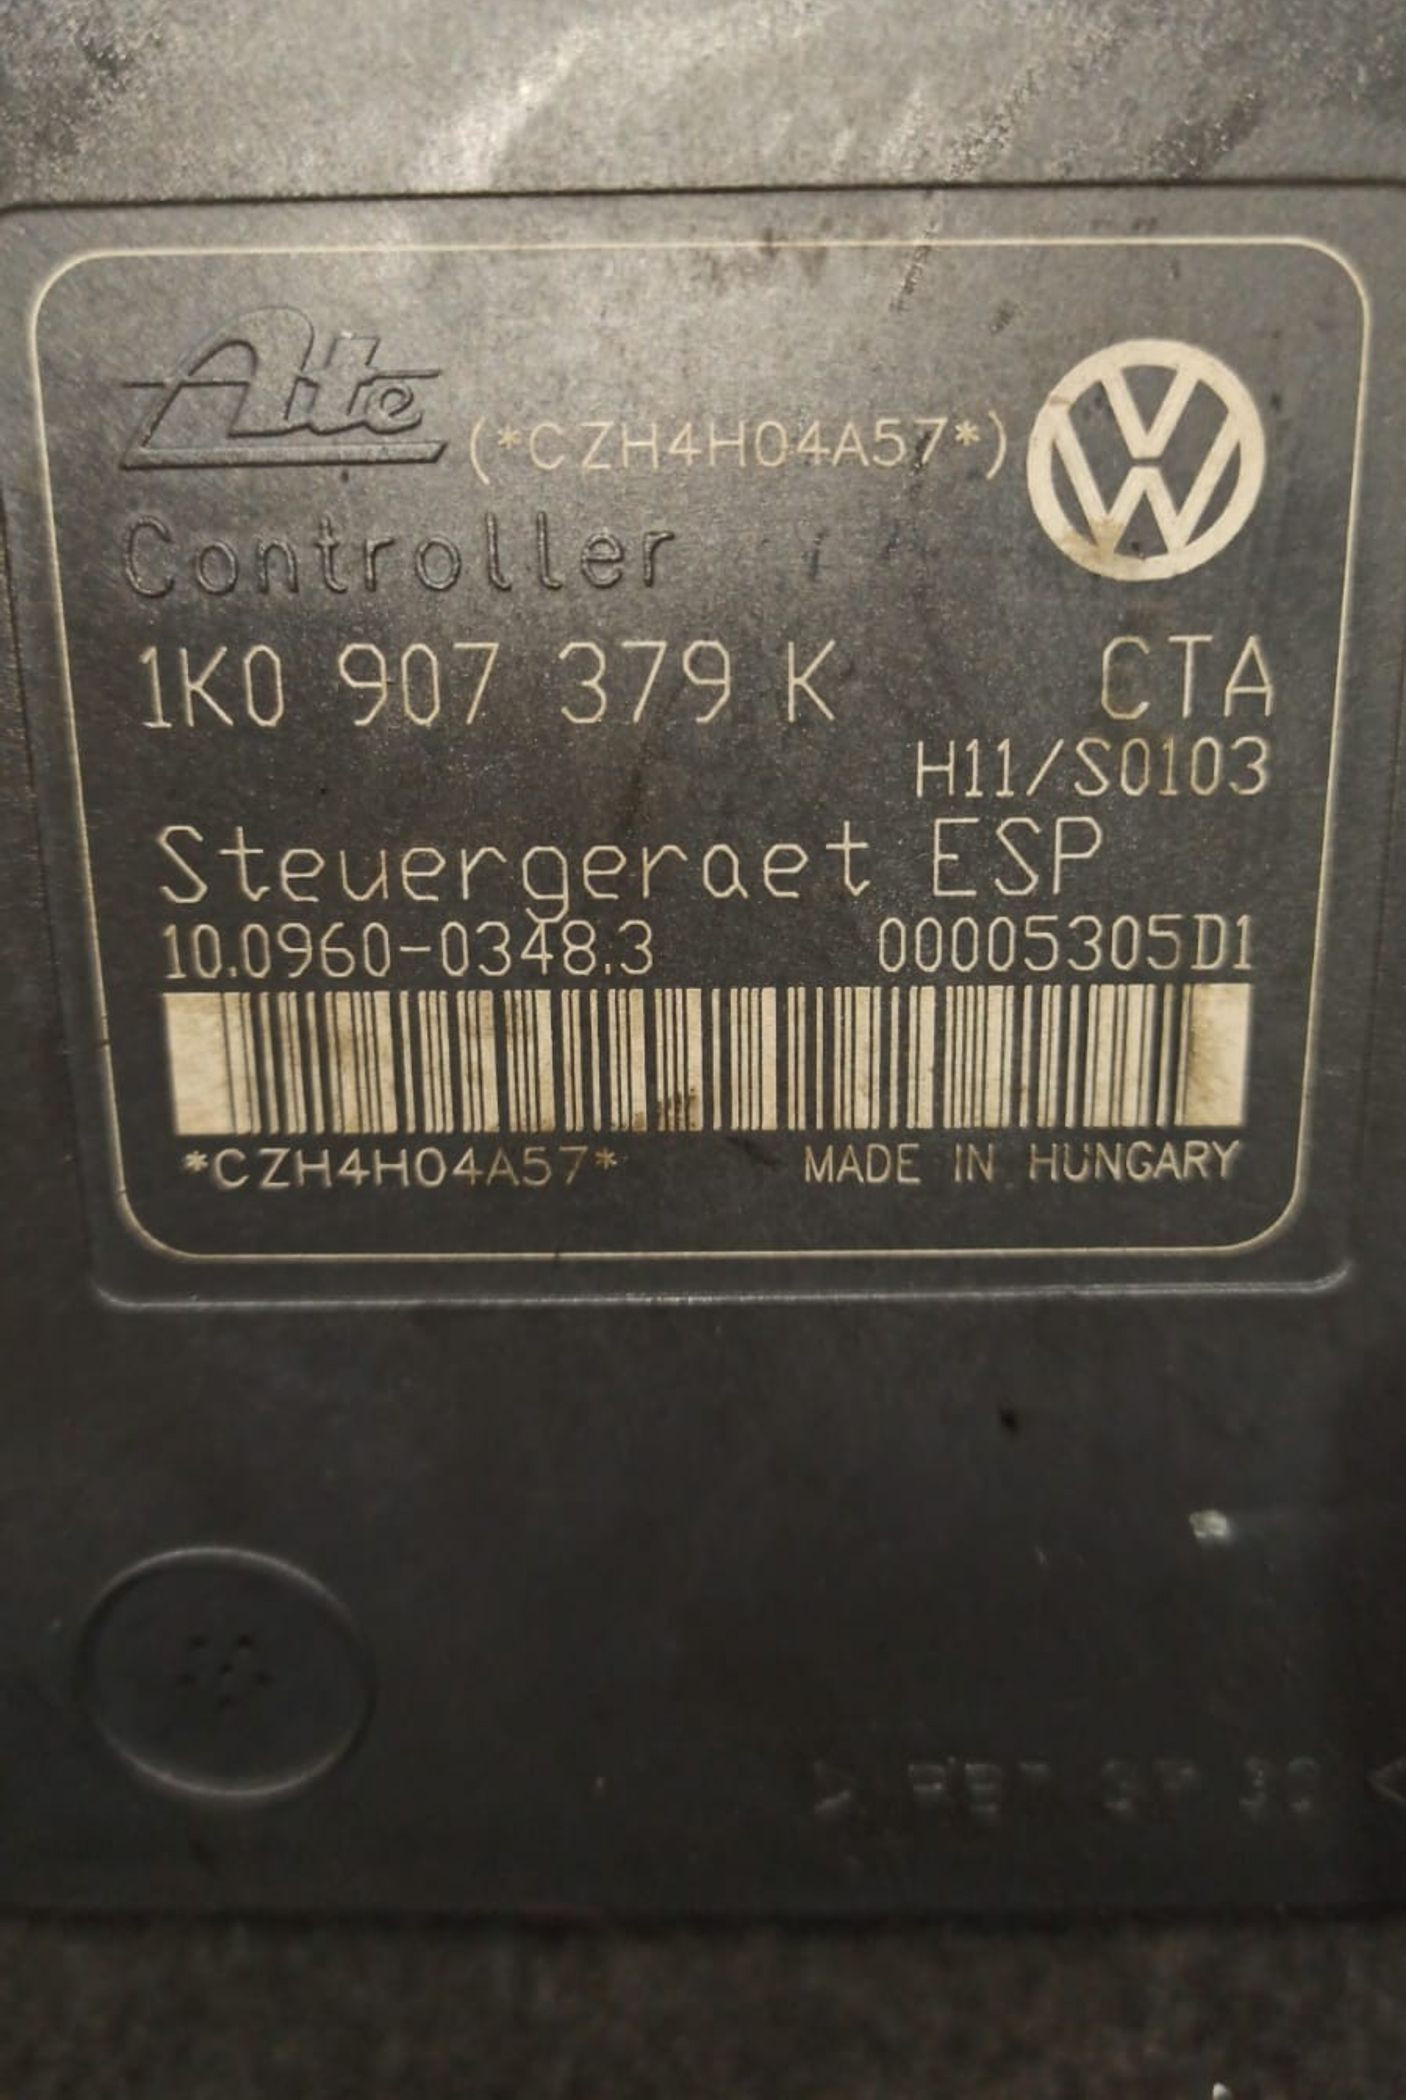 Ate (*CZH4H04A57*)
Controller
1K0 907 379 K CTA
H11/S0103
Steuergeraet ESP
10.0960-0348.3 00005305D1
*CZH4H04A57* MADE IN HUNGARY